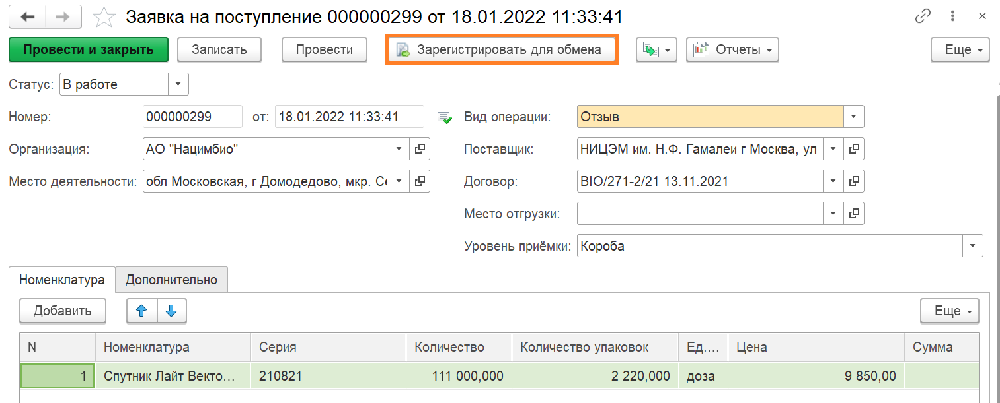 Заявка на поступление 000000299 от 18.01.2022 11:33:41
Провести и закрыть Записать Провести Зарегистрировать для обмена Отчеты Еще
Статус: В работе
Номер: 000000299 от: 18.01.2022 11:33:41 Вид операции: Отзыв
Организация: АО "Нацимбио" Поставщик: НИЦЭМ им. Н.Ф. Гамалеи г Москва, ул
Место деятельности: обл Московская, г Домодедово, мкр. Се Договор: BIO/271-2/21 13.11.2021
Место отгрузки:
Уровень приёмки: Короба
Номенклатура Дополнительно
Добавить Еще
N Номенклатура Серия Количество Количество упаковок Ед.... Цена Сумма
1 Спутник Лайт Векто... 210821 111 000,000 2 220,000 доза 9 850,00